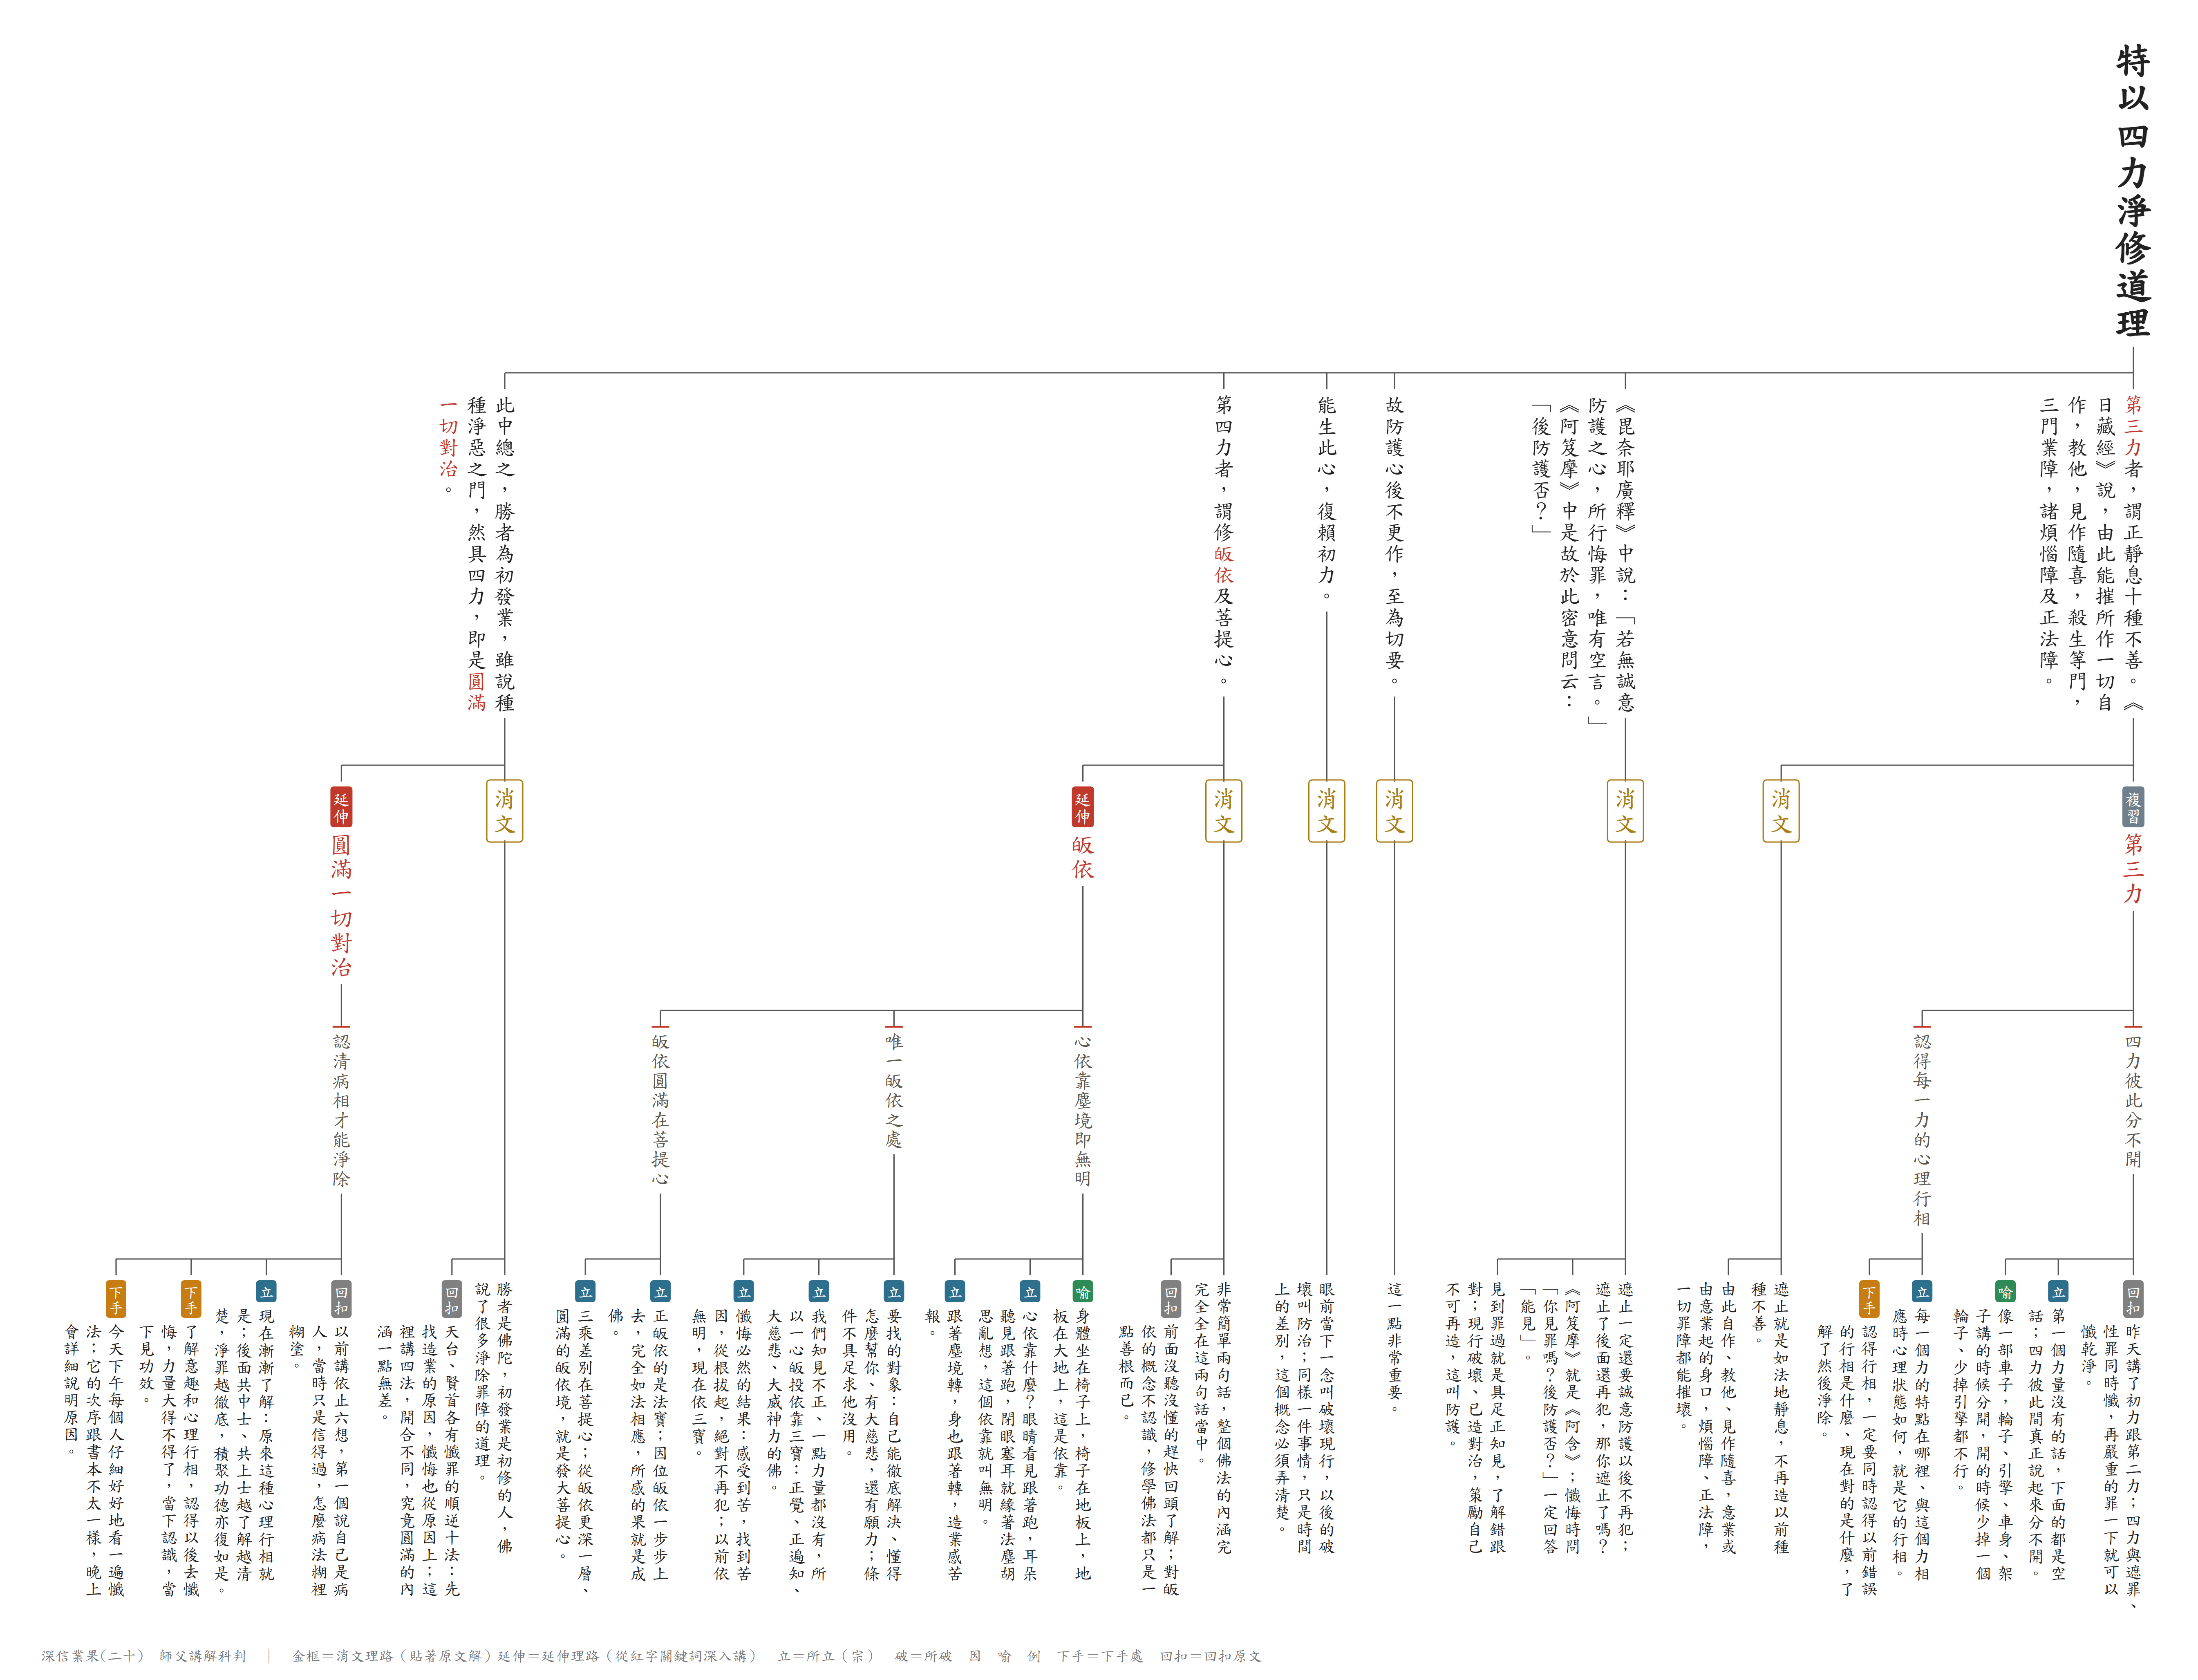 特以四力淨修道理
第三力者，謂正靜息十種不善。《
日藏經》說，由此能摧所作一切自
作，教他，見作隨喜，殺生等門，
三門業障，諸煩惱障及正法障。
《毘奈耶廣釋》中說：「若無誠意
防護之心，所行悔罪，唯有空言。」
《阿笈摩》中是故於此密意問云：
「後防護否？」
故防護心後不更作，至為切要。
能生此心，復賴初力。
第四力者，謂修皈依及菩提心。
此中總之，勝者為初發業，雖說種
種淨惡之門，然具四力，即是圓滿
一切對治。
複習
第三力
消文
消文
消文
消文
消文
延伸
皈依
消文
延伸
圓滿一切對治
四力彼此分不開
認得每一力的心理行相
心依靠塵境即無明
唯一皈依之處
皈依圓滿在菩提心
認清病相才能淨除
回扣
昨天講了初力跟第二力；四力與遮罪、
性罪同時懺，再嚴重的罪一下就可以
懺乾淨。
立
第一個力量沒有的話，下面的都是空
話；四力彼此間真正說起來分不開。
喻
像一部車子，輪子、引擎、車身、架
子講的時候分開，開的時候少掉一個
輪子、少掉引擎都不行。
立
每一個力的特點在哪裡、與這個力相
應時心理狀態如何，就是它的行相。
下手
認得行相，一定要同時認得以前錯誤
的行相是什麼、現在對的是什麼，了
解了然後淨除。
遮止就是如法地靜息，不再造以前種
種不善。
由此自作、教他、見作隨喜，意業或
由意業起的身口，煩惱障、正法障，
一切罪障都能摧壞。
遮止一定還要誠意防護以後不再犯；
遮止了後面還再犯，那你遮止了嗎？
《阿笈摩》就是《阿含》；懺悔時問
「你見罪嗎？後防護否？」一定回答
「能見」。
見到罪過就是具足正知見，了解錯跟
對；現行破壞、已造對治，策勵自己
不可再造，這叫防護。
這一點非常重要。
眼前當下一念叫破壞現行，以後的破
壞叫防治；同樣一件事情，只是時間
上的差別，這個概念必須弄清楚。
非常簡單兩句話，整個佛法的內涵完
完全全在這兩句話當中。
回扣
前面沒聽沒懂的趕快回頭了解；對皈
依的概念不認識，修學佛法都只是一
點善根而已。
喻
身體坐在椅子上，椅子在地板上，地
板在大地上，這是依靠。
立
心依靠什麼？眼睛看見跟著跑，耳朵
聽見跟著跑，閉眼塞耳就緣著法塵胡
思亂想，這個依靠就叫無明。
立
跟著塵境轉，身也跟著轉，造業感苦
報。
立
要找的對象：自己能徹底解決、懂得
怎麼幫你、有大慈悲，還有願力；條
件不具足求他沒用。
立
我們知見不正、一點力量都沒有，所
以一心皈投依靠三寶：正覺、正遍知、
大慈悲、大威神力的佛。
立
懺悔必然的結果：感受到苦，找到苦
因，從根拔起，絕對不再犯；以前依
無明，現在依三寶。
立
正皈依的是法寶；因位皈依一步步上
去，完全如法相應，所感的果就是成
佛。
立
三乘差別在菩提心；從皈依更深一層、
圓滿的皈依境，就是發大菩提心。
勝者是佛陀，初發業是初修的人，佛
說了很多淨除罪障的道理。
回扣
天台、賢首各有懺罪的順逆十法：先
找造業的原因，懺悔也從原因上；這
裡講四法，開合不同，究竟圓滿的內
涵一點無差。
回扣
以前講依止六想，第一個說自己是病
人，當時只是信得過，怎麼病法糊裡
糊塗。
立
現在漸漸了解：原來這種心理行相就
是；後面共中士、共上士越了解越清
楚，淨罪越徹底，積聚功德亦復如是。
下手
了解意趣和心理行相，認得以後去懺
悔，力量大得不得了，當下認識，當
下見功效。
下手
今天下午每個人仔細好好地看一遍懺
法；它的次序跟書本不太一樣，晚上
會詳細說明原因。
深信業果(二十)　師父講解科判　｜　金框＝消文理路（貼著原文解）延伸＝延伸理路（從紅字關鍵詞深入講）　立＝所立（宗）　破＝所破　因　喻　例　下手＝下手處　回扣＝回扣原文